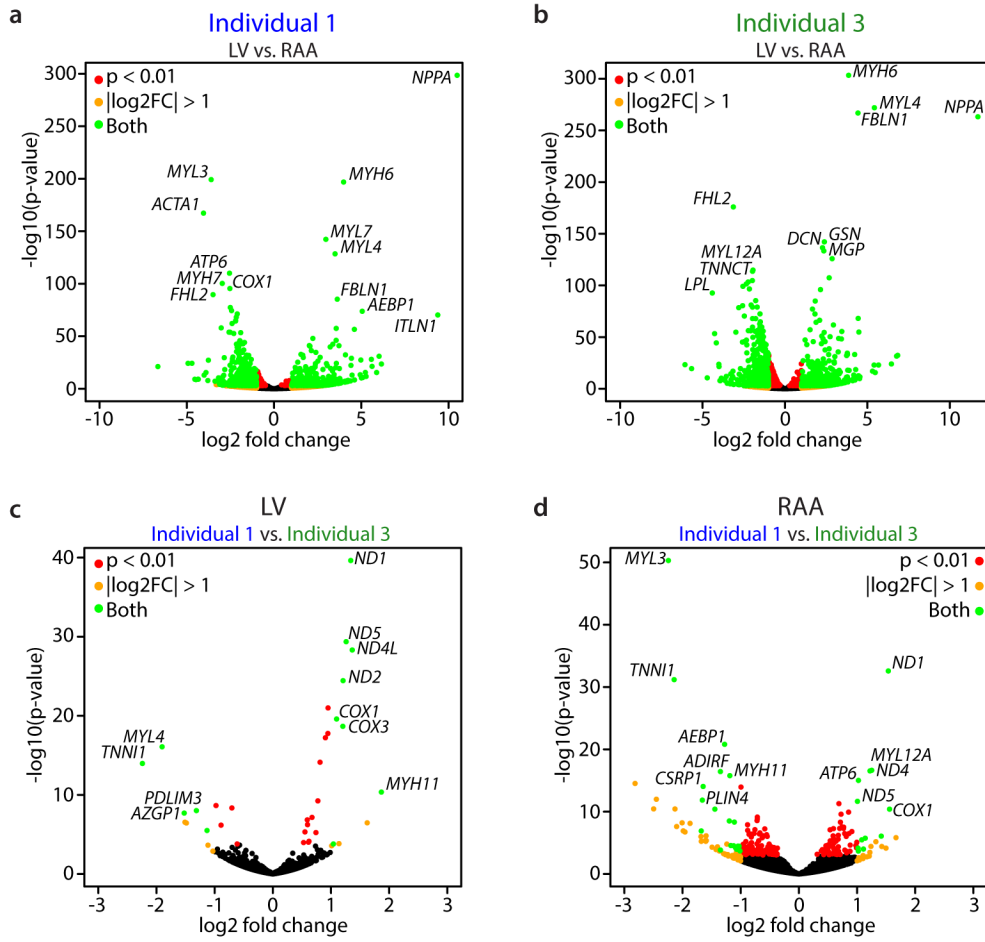 a
Individual 1
LV vs. RAA
p < 0.01
|log2FC| > 1
Both
NPPA
MYL3
MYH6
ACTA1
MYL7
MYL4
ATP6
MYH7
COX1
FHL2
FBLN1
AEBP1
ITLN1
300
250
200
150
100
50
0
-10
-5
0
5
10
-log10(p-value)
log2 fold change
b
Individual 3
LV vs. RAA
p < 0.01
|log2FC| > 1
Both
MYH6
MYL4
NPPA
FBLN1
FHL2
DCN
GSN
MGP
MYL12A
TNNCT
LPL
300
250
200
150
100
50
0
-10
-5
0
5
10
-log10(p-value)
log2 fold change
c
LV
Individual 1 vs. Individual 3
p < 0.01
|log2FC| > 1
Both
ND1
ND5
ND4L
ND2
COX1
COX3
MYL4
TNNI1
MYH11
PDLIM3
AZGP1
40
30
20
10
0
-3
-2
-1
0
1
2
3
-log10(p-value)
log2 fold change
d
RAA
Individual 1 vs. Individual 3
p < 0.01
|log2FC| > 1
Both
MYL3
ND1
TNNI1
AEBP1
ADIRF
MYH11
CSRP1
PLIN4
MYL12A
ATP6
ND4
ND5
COX1
50
40
30
20
10
0
-3
-2
-1
0
1
2
3
-log10(p-value)
log2 fold change